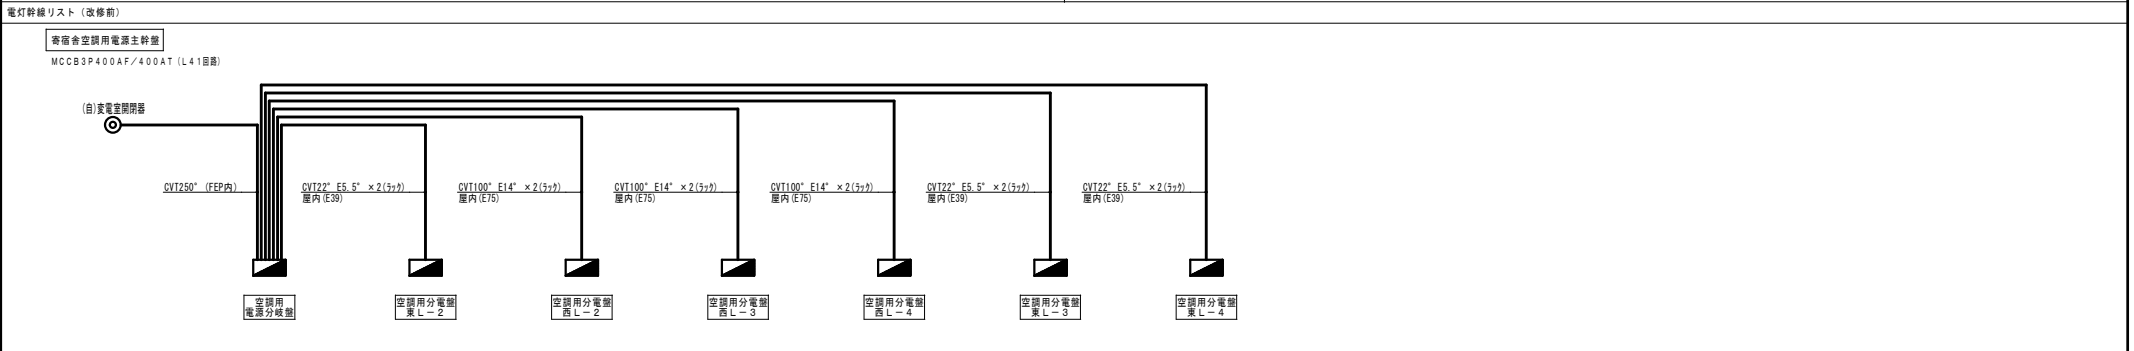 電灯幹線リスト（改修前）
寄宿舎空調用電源主幹盤
ＭＣＣＢ３Ｐ４００ＡＦ／４００ＡＴ（Ｌ４１回路）
(自)変電室開閉器
CVT250° (FEP内)
CVT22° E5.5° ×2(ﾗｯｸ)
屋内(E39)
CVT100° E14° ×2(ﾗｯｸ)
屋内(E75)
CVT100° E14° ×2(ﾗｯｸ)
屋内(E75)
CVT100° E14° ×2(ﾗｯｸ)
屋内(E75)
CVT22° E5.5° ×2(ﾗｯｸ)
屋内(E39)
CVT22° E5.5° ×2(ﾗｯｸ)
屋内(E39)
空調用
電源分岐盤
空調用分電盤
東Ｌ－２
空調用分電盤
西Ｌ－２
空調用分電盤
西Ｌ－３
空調用分電盤
西Ｌ－４
空調用分電盤
東Ｌ－３
空調用分電盤
東Ｌ－４